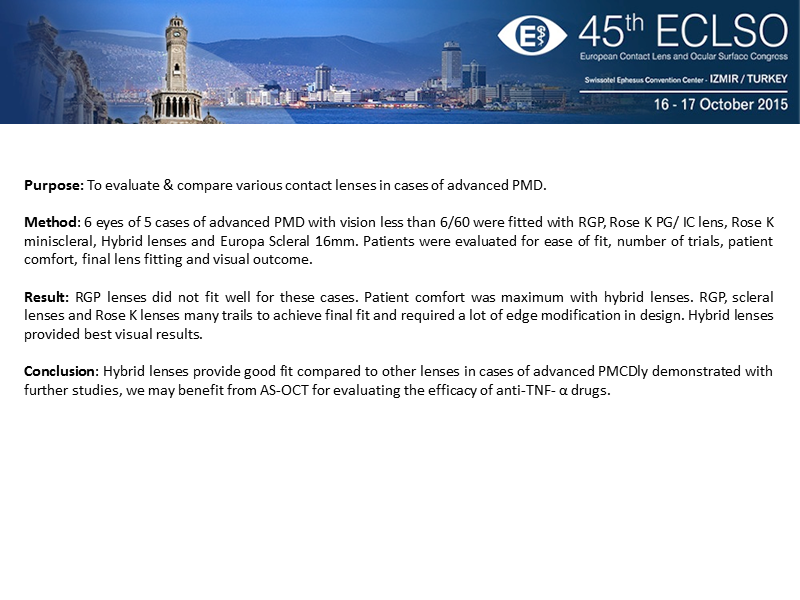 45th ECLSO
European Contact Lens and Ocular Surface Congress
Swissotel Ephesus Convention Center - IZMIR / TURKEY
16 - 17 October 2015
Purpose: To evaluate & compare various contact lenses in cases of advanced PMD.
Method: 6 eyes of 5 cases of advanced PMD with vision less than 6/60 were fitted with RGP, Rose K PG/ IC lens, Rose K
miniscleral, Hybrid lenses and Europa Scleral 16mm. Patients were evaluated for ease of fit, number of trials, patient
comfort, final lens fitting and visual outcome.
Result: RGP lenses did not fit well for these cases. Patient comfort was maximum with hybrid lenses. RGP, scleral
lenses and Rose K lenses many trails to achieve final fit and required a lot of edge modification in design. Hybrid lenses
provided best visual results.
Conclusion: Hybrid lenses provide good fit compared to other lenses in cases of advanced PMCDly demonstrated with
further studies, we may benefit from AS-OCT for evaluating the efficacy of anti-TNF- α drugs.